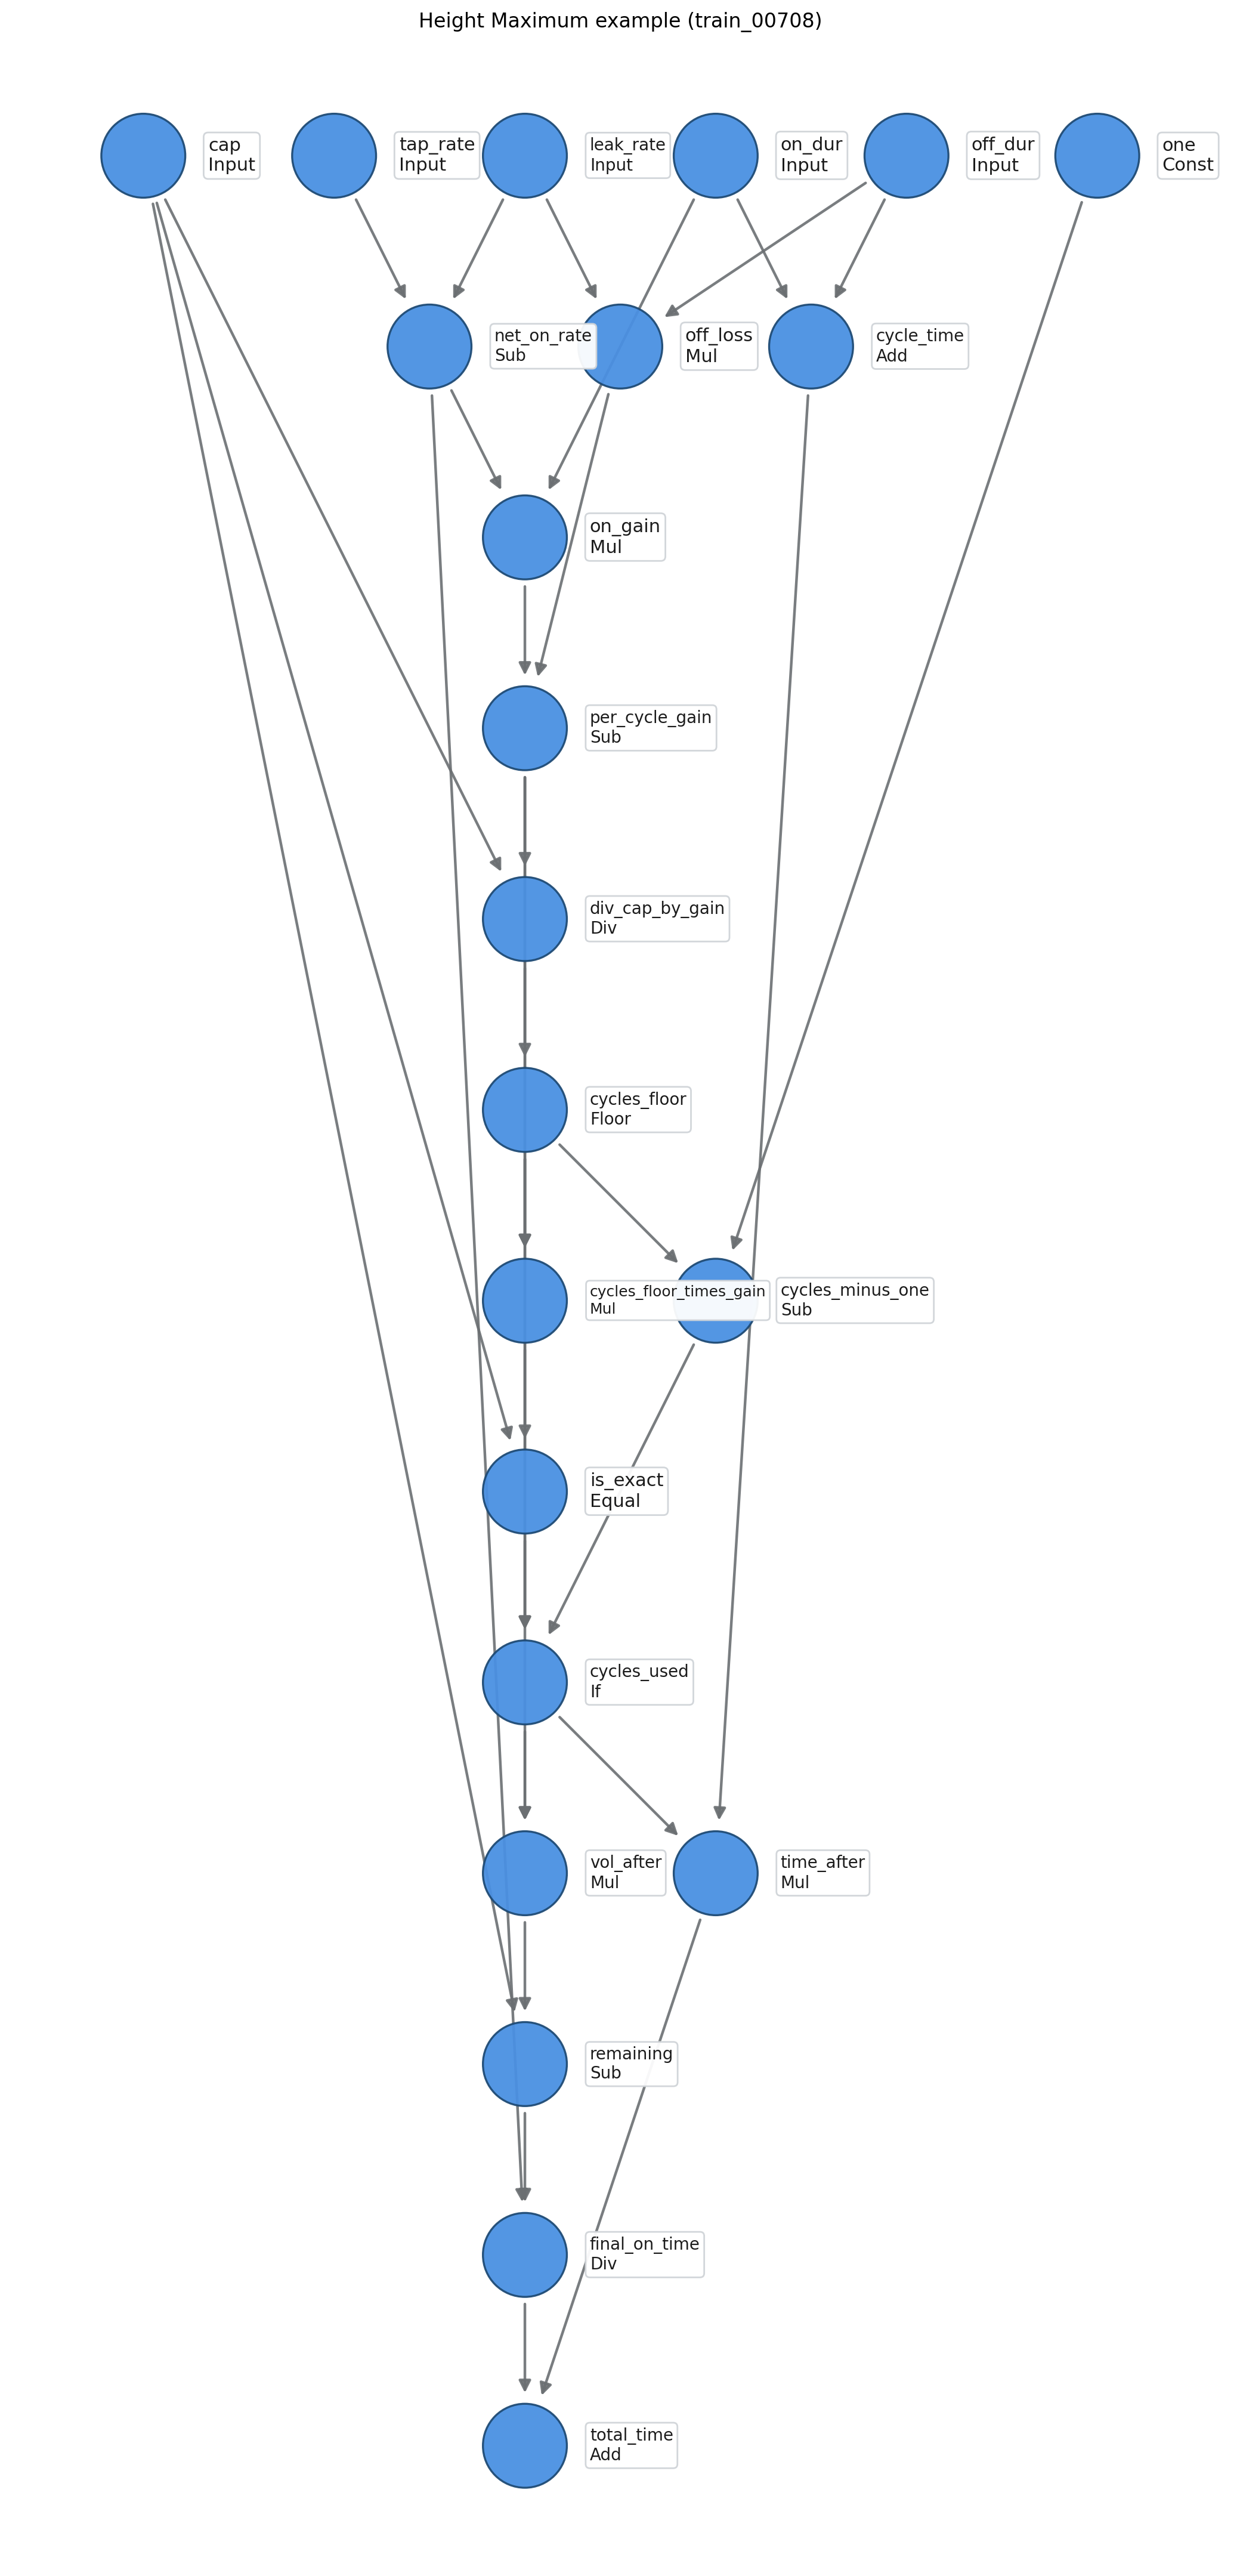 Height Maximum example (train_00708)
cap
Input
tap_rate
Input
leak_rate
Input
on_dur
Input
off_dur
Input
one
Const
net_on_rate
Sub
off_loss
Mul
cycle_time
Add
on_gain
Mul
per_cycle_gain
Sub
div_cap_by_gain
Div
cycles_floor
Floor
cycles_floor_times_gain
Mul
cycles_minus_one
Sub
is_exact
Equal
cycles_used
If
vol_after
Mul
time_after
Mul
remaining
Sub
final_on_time
Div
total_time
Add